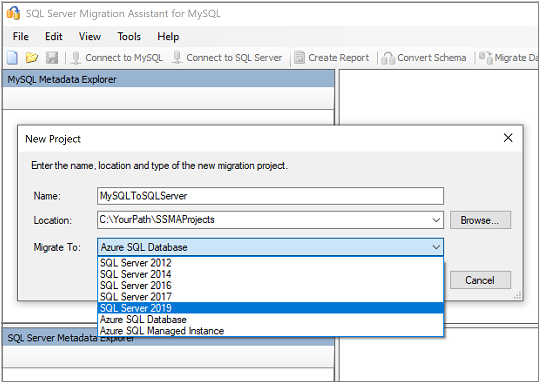 SQL Server Migration Assistant for MySQL
File Edit View Tools Help
Connect to MySQL Connect to SQL Server Create Report Convert Schema Migrate Da
MySQL Metadata Explorer
New Project
Enter the name, location and type of the new migration project.
Name: MySQLToSQLServer
Location: C:\YourPath\SSMAProjects Browse...
Migrate To: Azure SQL Database
SQL Server 2012
SQL Server 2014
SQL Server 2016
SQL Server 2017
SQL Server 2019
Azure SQL Database
Azure SQL Managed Instance
Cancel
SQL Server Metadata Explorer